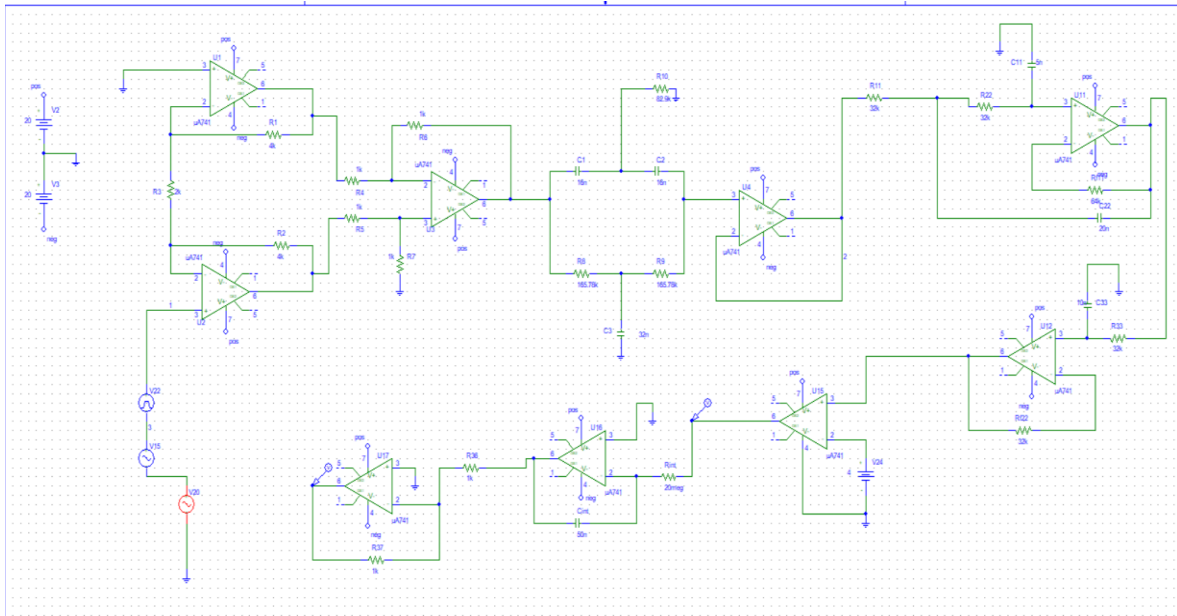 pos
20
V2
V3
20
neg
pos
U1
3
7
V+
5
6
1
2
V-
4
uA741
neg
R1
4k
R3
2k
R2
4k
neg
4
1
2
V-
6
V+
5
3
7
U2
uA741
pos
1
V22
3
V15
V20
1k
R4
1k
R5
1k
R6
uA741
neg
4
1
2
V-
6
V+
5
3
U3
7
pos
1k
R7
C1
16n
C2
16n
R10
82.9k
R8
165.78k
R9
165.78k
C3
32n
pos
U4
7
3
5
V+
6
V-
2
1
4
uA741
neg
2
R11
32k
R22
32k
C11
5n
pos
U11
7
3
5
V+
6
V-
2
1
4
uA741
64k
C22
20n
C33
R33
32k
pos
U12
7
5
3
V+
6
V-
2
1
4
uA741
neg
Rf22
32k
pos
U15
7
5
3
V+
6
V-
1
2
4
uA741
4
V24
pos
U16
7
5
3
V+
6
V-
1
2
4
uA741
neg
Rint
20meg
Cint
50n
R36
1k
V
V
pos
U17
7
5
3
V+
6
V-
1
2
4
uA741
neg
R37
1k